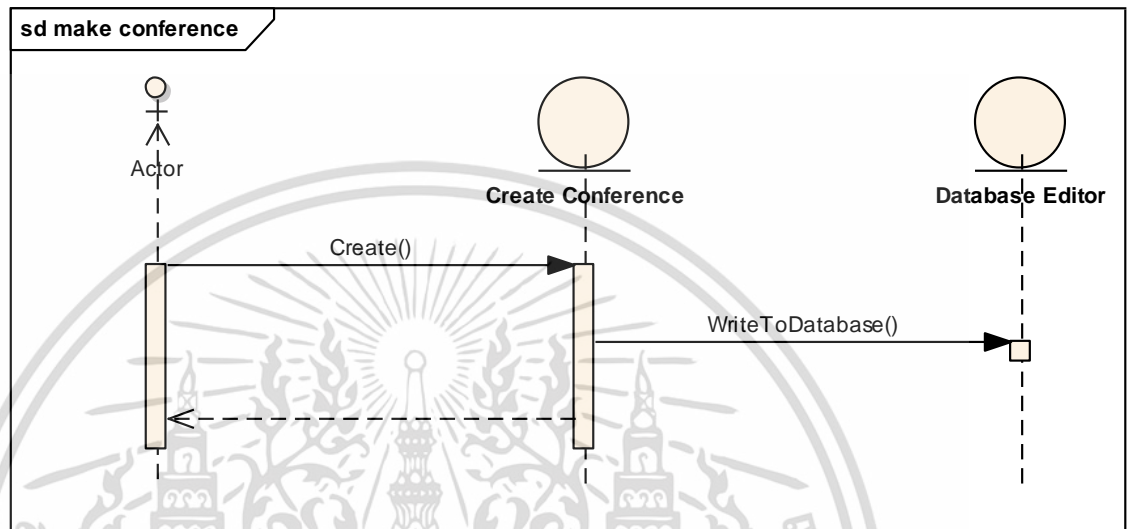 sd make conference
Actor
Create Conference
Database Editor
Create()
WriteToDatabase()